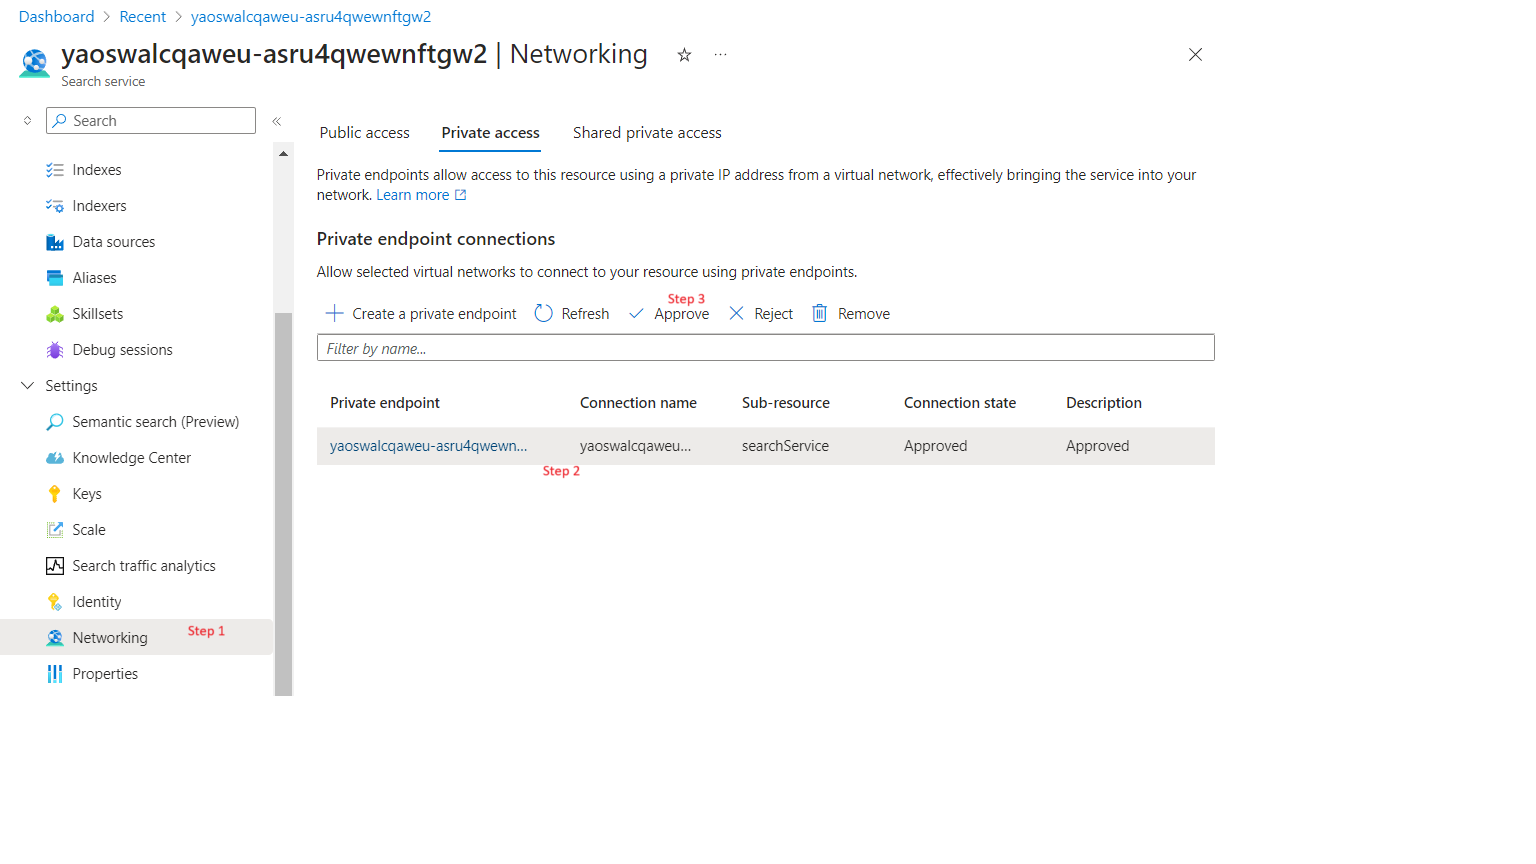 Dashboard > Recent > yaoswalcqaweu-asru4qwewnftgw2
yaoswalcqaweu-asru4qwewnftgw2 | Networking
Search service
Search
Indexes
Indexers
Data sources
Aliases
Skillsets
Debug sessions
Settings
Semantic search (Preview)
Knowledge Center
Keys
Scale
Search traffic analytics
Identity
Networking Step 1
Properties
Public access Private access Shared private access
Private endpoints allow access to this resource using a private IP address from a virtual network, effectively bringing the service into your
network. Learn more
Private endpoint connections
Allow selected virtual networks to connect to your resource using private endpoints.
Step 3
Create a private endpoint Refresh Approve Reject Remove
Filter by name...
Private endpoint Connection name Sub-resource Connection state Description
yaoswalcqaweu-asru4qwewn... yaoswalcqaweu... searchService Approved Approved
Step 2